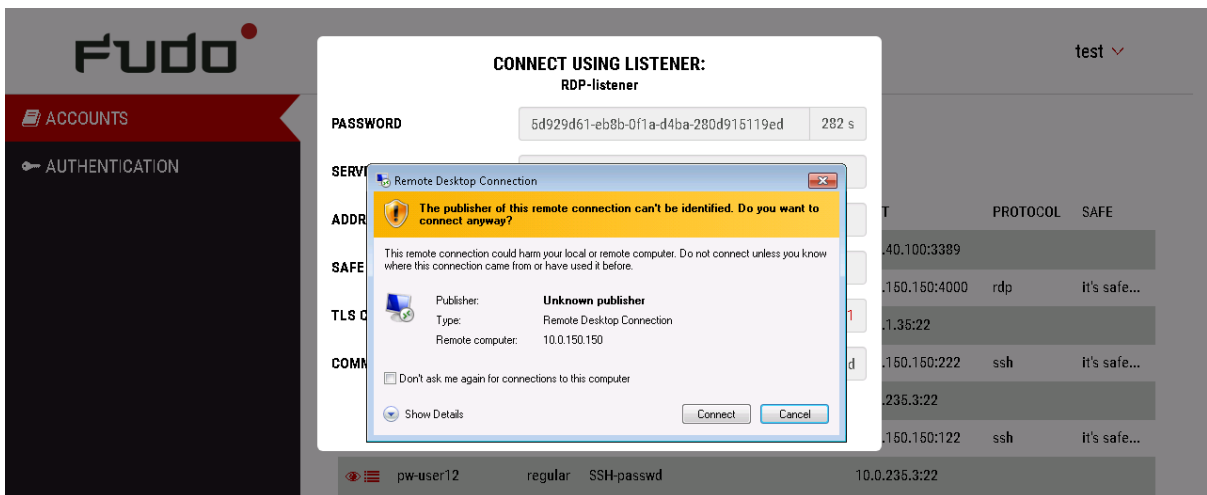 FUDO
test
CONNECT USING LISTENER:
RDP-listener
ACCOUNTS
AUTHENTICATION
PASSWORD 5d929d61-eb8b-0f1a-d4ba-280d915119ed 282 s
Remote Desktop Connection
The publisher of this remote connection can't be identified. Do you want to
connect anyway?
This remote connection could harm your local or remote computer. Do not connect unless you know
where this connection came from or have used it before.
Publisher: Unknown publisher
Type: Remote Desktop Connection
Remote computer: 10.0.150.150
Don't ask me again for connections to this computer
Show Details Connect Cancel
SAFE
PROTOCOL SAFE
.40.100:3389
.150.150:4000 rdp it's safe...
.1.35:22
.150.150:222 ssh it's safe...
.235.3:22
.150.150:122 ssh it's safe...
pw-user12 regular SSH-passwd 10.0.235.3:22